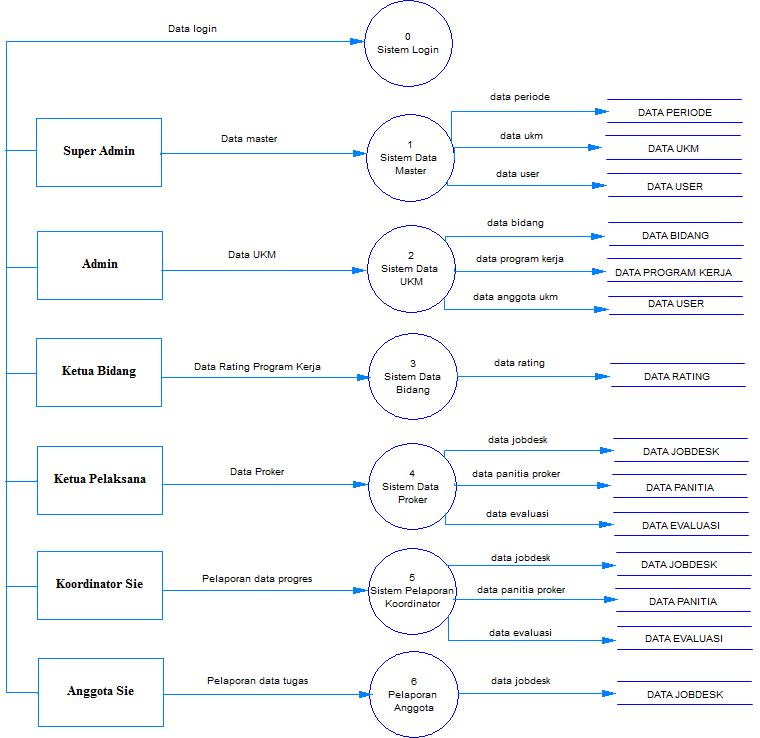 Data login
0
Sistem Login
Super Admin
Data master
1
Sistem Data
Master
data periode
DATA PERIODE
data ukm
DATA UKM
data user
DATA USER
Admin
Data UKM
2
Sistem Data
UKM
data bidang
DATA BIDANG
data program kerja
DATA PROGRAM KERJA
data anggota ukm
DATA USER
Ketua Bidang
Data Rating Program Kerja
3
Sistem Data
Bidang
data rating
DATA RATING
Ketua Pelaksana
Data Proker
4
Sistem Data
Proker
data jobdesk
DATA JOBDESK
data panitia proker
DATA PANITIA
data evaluasi
DATA EVALUASI
Koordinator Sie
Pelaporan data progres
5
Sistem Pelaporan
Koordinator
data jobdesk
DATA JOBDESK
data panitia proker
DATA PANITIA
data evaluasi
DATA EVALUASI
Anggota Sie
Pelaporan data tugas
6
Pelaporan
Anggota
data jobdesk
DATA JOBDESK